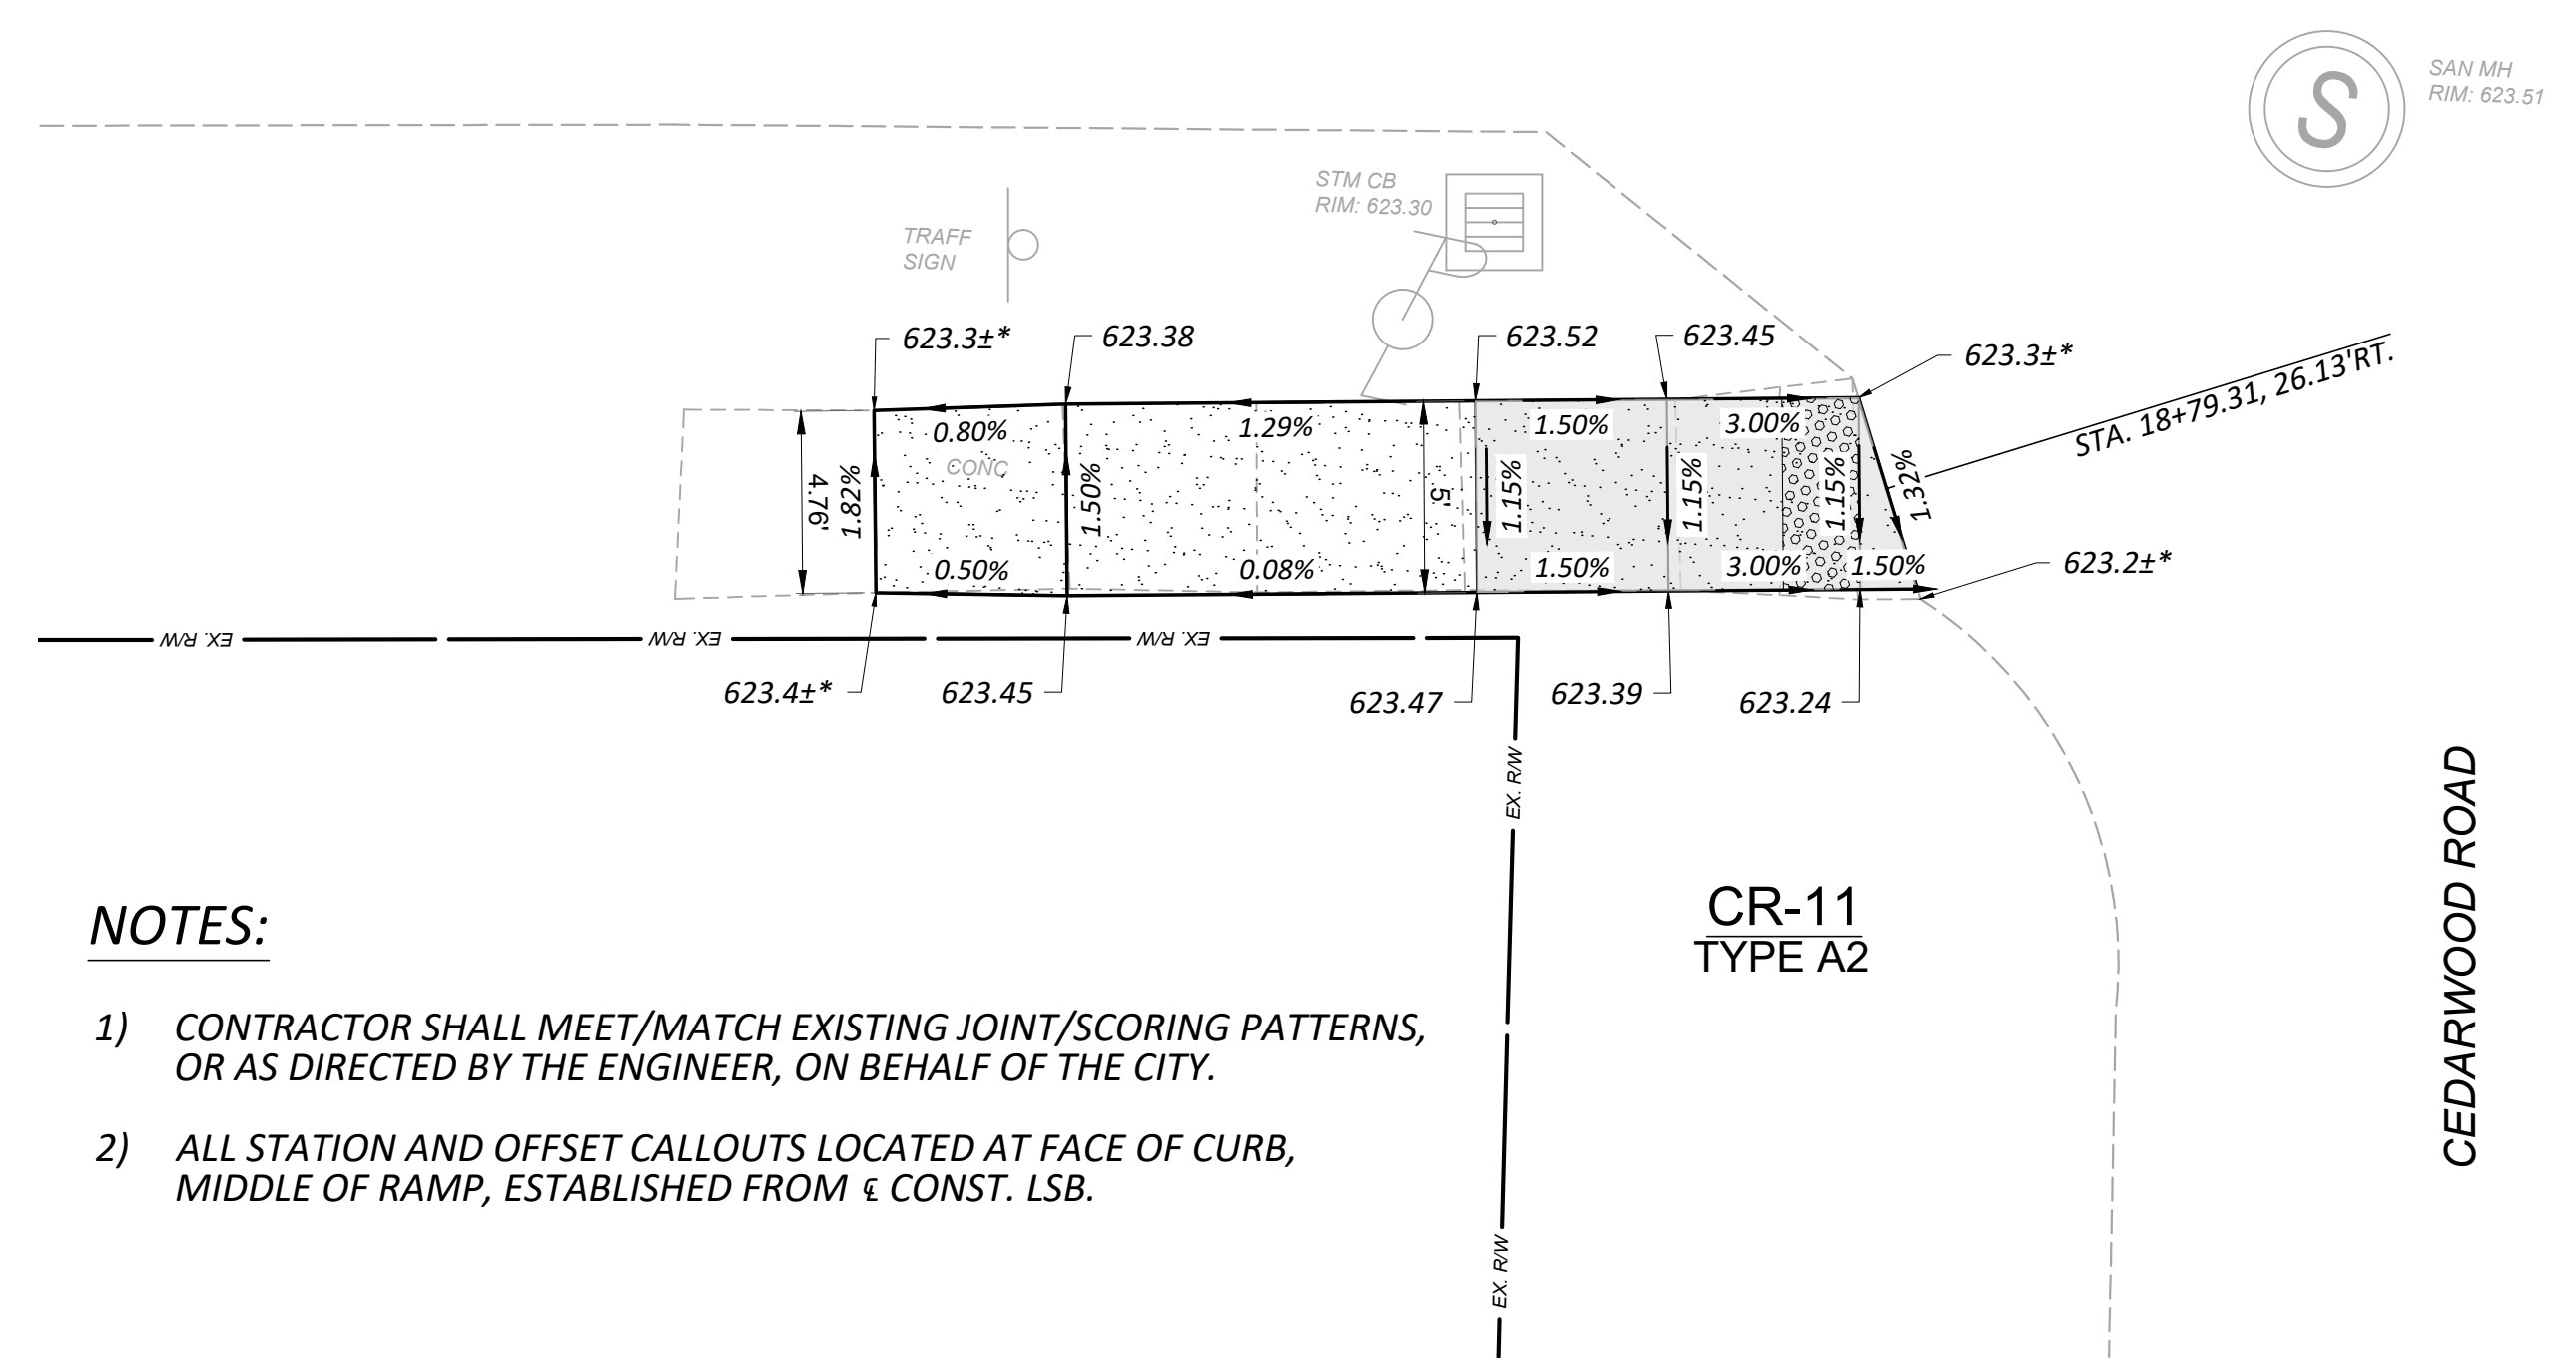 SAN MH
RIM: 623.51
STM CB
RIM: 623.30
TRAFF
SIGN
623.3±*
623.38
623.52
623.45
623.3±*
STA. 18+79.31, 26.13'RT.
0.80%
1.29%
1.50%
3.00%
CONC
4.76'
1.82%
1.50%
5'
1.15%
1.15%
1.15%
1.32%
0.50%
0.08%
1.50%
3.00%
1.50%
623.2±*
EX. R/W
EX. R/W
EX. R/W
623.4±*
623.45
623.47
623.39
623.24
EX. R/W
CEDARWOOD ROAD
CR-11
TYPE A2
NOTES:
1) CONTRACTOR SHALL MEET/MATCH EXISTING JOINT/SCORING PATTERNS,
OR AS DIRECTED BY THE ENGINEER, ON BEHALF OF THE CITY.
2) ALL STATION AND OFFSET CALLOUTS LOCATED AT FACE OF CURB,
MIDDLE OF RAMP, ESTABLISHED FROM ℄ CONST. LSB.
EX. R/W
S